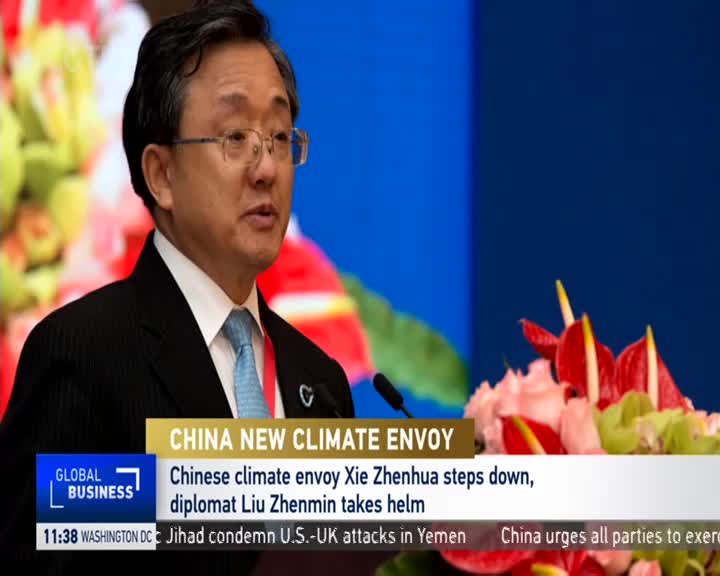 CHINA NEW CLIMATE ENVOY
GLOBAL
BUSINESS
Chinese climate envoy Xie Zhenhua steps down,
diplomat Liu Zhenmin takes helm
11:38 WASHINGTON DC
c Jihad condemn U.S.-UK attacks in Yemen China urges all parties to exer